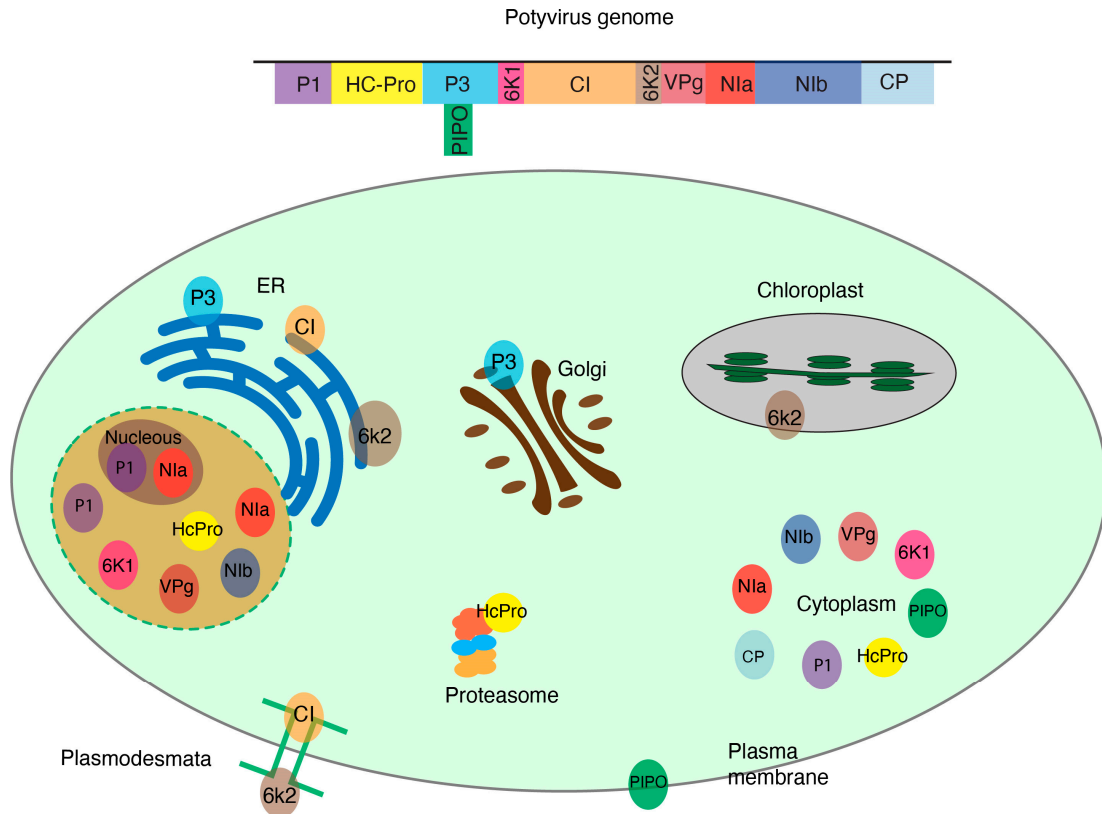 Potyvirus genome
P1 HC-Pro P3 6K1 CI 6K2 VPg NIa NIb CP
PIPO
ER
P3
CI
6k2
Nucleous
P1
NIa
P1
HcPro
NIa
6K1
VPg
NIb
P3
Golgi
Chloroplast
6k2
HcPro
Proteasome
NIb
VPg
6K1
NIa
Cytoplasm
PIPO
CP
P1
HcPro
CI
Plasmodesmata
6k2
PIPO
Plasma
membrane